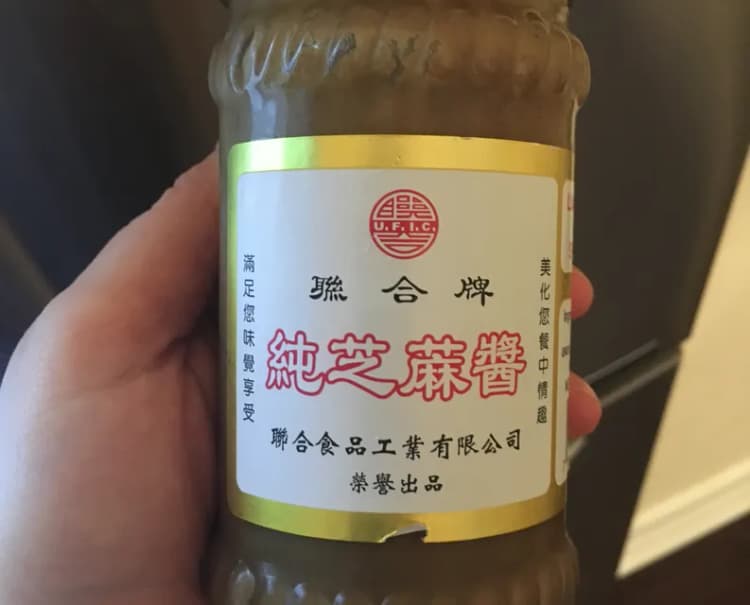 U.F.I.C.
聯合牌
純芝蔴醬
聯合食品工業有限公司
榮譽出品
美化您餐中情趣
滿足您味覺享受